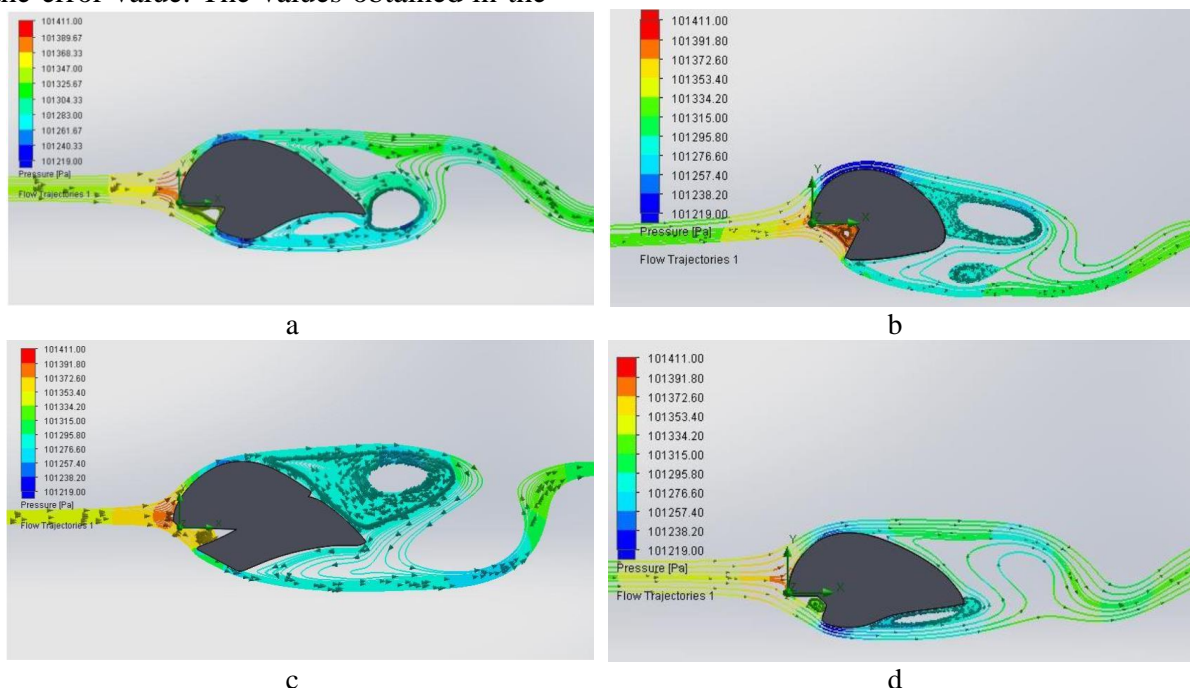 the error value. The values obtained in the
101411.00
101389.67
101368.33
101347.00
101325.67
101304.33
101283.00
101261.67
101240.33
101219.00
Pressure [Pa]
Flow Trajectories 1
Y
X
a
101411.00
101391.80
101372.60
101353.40
101334.20
101315.00
101295.80
101276.60
101257.40
101238.20
101219.00
Pressure [Pa]
Flow Trajectories 1
Y
Z
X
b
101411.00
101391.80
101372.60
101353.40
101334.20
101315.00
101295.80
101276.60
101257.40
101238.20
101219.00
Pressure [Pa]
Flow Trajectories 1
X
c
101411.00
101391.80
101372.60
101353.40
101334.20
101315.00
101295.80
101276.60
101257.40
101238.20
101219.00
Pressure [Pa]
Flow Trajectories 1
Y
Z
X
d